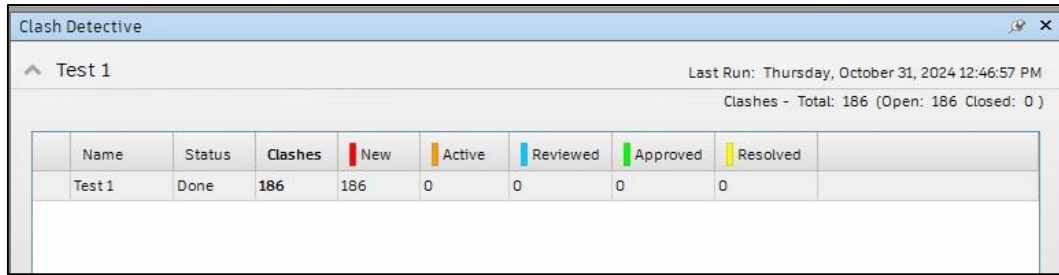 Clash Detective
Test 1
Last Run: Thursday, October 31, 2024 12:46:57 PM
Clashes - Total: 186 (Open: 186 Closed: 0 )
Name Status Clashes New Active Reviewed Approved Resolved
Test 1 Done 186 186 0 0 0 0